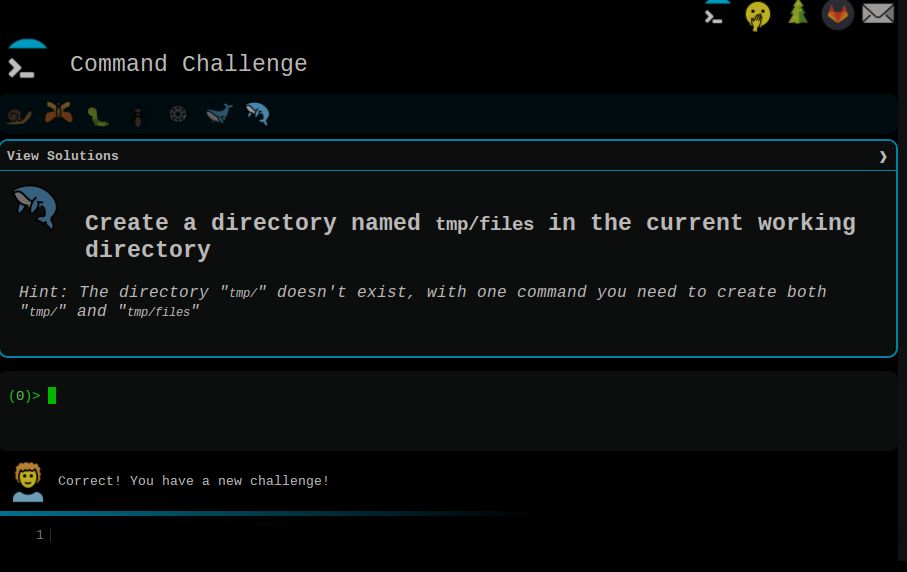 Command Challenge
View Solutions ❯
Create a directory named tmp/files in the current working
directory
Hint: The directory "tmp/" doesn't exist, with one command you need to create both
"tmp/" and "tmp/files"
(0)>
Correct! You have a new challenge!
1